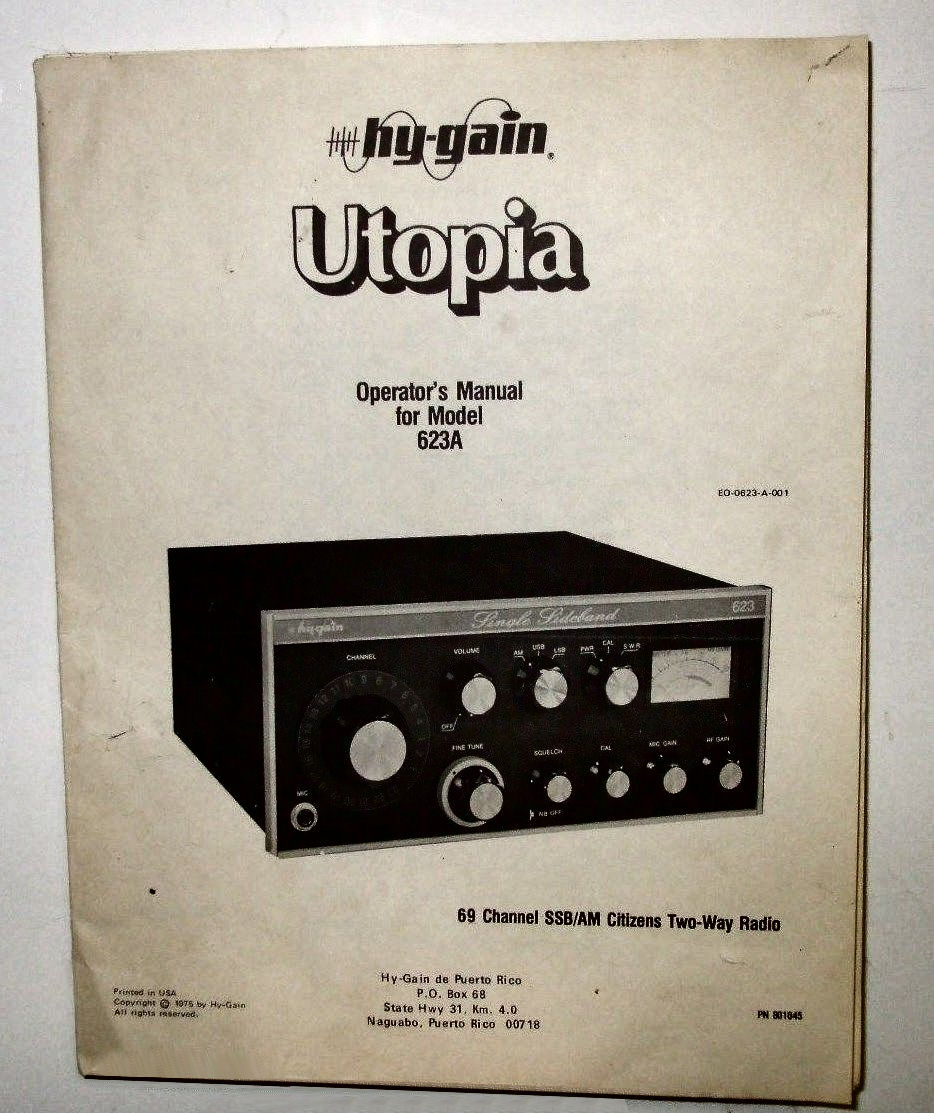 hy-gain®
Utopia
Operator's Manual
for Model
623A
EO-0623-A-001
hy-gain
Single Sideband
623
CHANNEL
VOLUME
OFF
AM USB LSB
PWR CAL S.W.R
FINE TUNE
SQUELCH
NB OFF
CAL
MIC GAIN
RF GAIN
MIC
69 Channel SSB/AM Citizens Two-Way Radio
Printed in USA
Copyright © 1975 by Hy-Gain
All rights reserved.
Hy-Gain de Puerto Rico
P.O. Box 68
State Hwy 31, Km. 4.0
Naguabo, Puerto Rico 00718
PN 801645